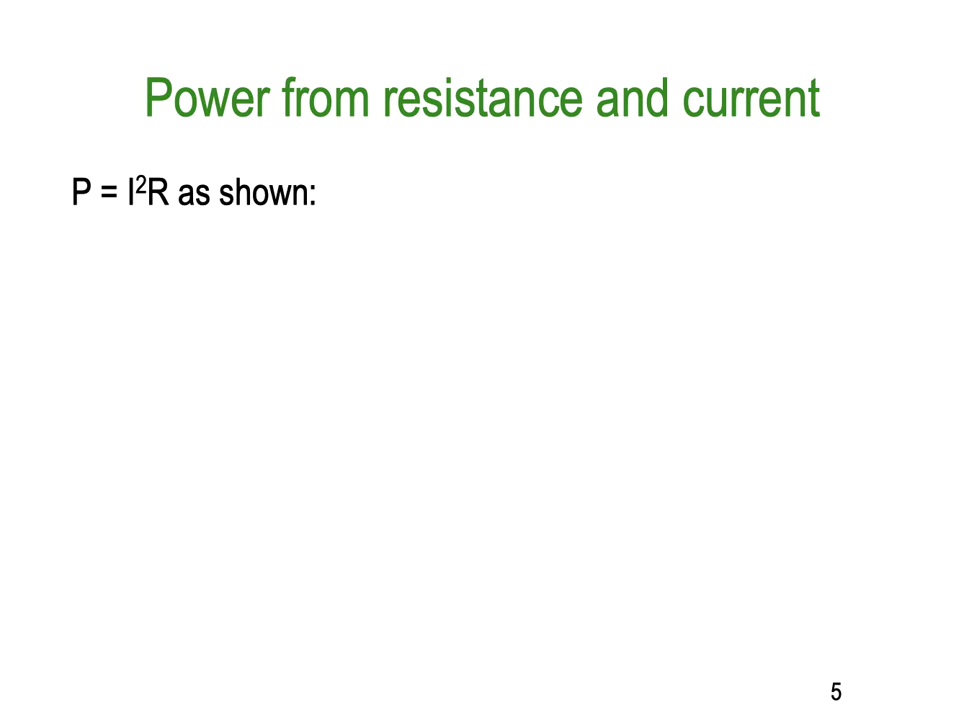 Power from resistance and current
P = I²R as shown:
5